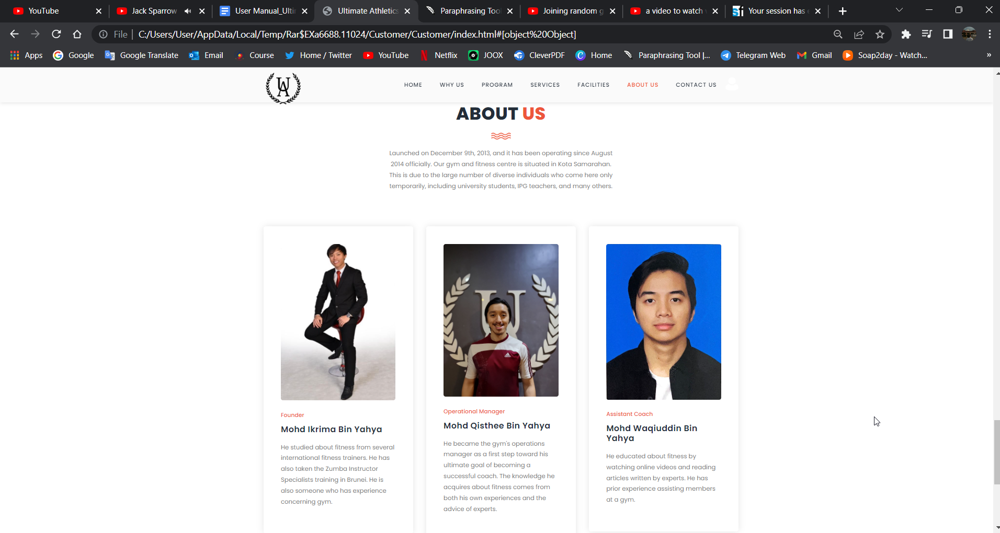 YouTube
Jack Sparrow
User Manual_Ulti
Ultimate Athletics
Paraphrasing Too
Joining random g
a video to watch
Your session has e
File
C:/Users/User/AppData/Local/Temp/Rar$EXa6688.11024/Customer/Customer/index.html#[object%20Object]
Apps
Google
Google Translate
Email
Course
Home / Twitter
YouTube
Netflix
JOOX
CleverPDF
Home
Paraphrasing Tool |...
Telegram Web
Gmail
Soap2day - Watch...
»
UA
HOME
WHY US
PROGRAM
SERVICES
FACILITIES
ABOUT US
CONTACT US
ABOUT US
Launched on December 9th, 2013, and it has been operating since August
2014 officially. Our gym and fitness centre is situated in Kota Samarahan.
This is due to the large number of diverse individuals who come here only
temporarily, including university students, IPG teachers, and many others.
Founder
Mohd Ikrima Bin Yahya
He studied about fitness from several
international fitness trainers. He has
also taken the Zumba Instructor
Specialists training in Brunei. He is
also someone who has experience
concerning gym.
adidas
Operational Manager
Mohd Qisthee Bin Yahya
He became the gym's operations
manager as a first step toward his
ultimate goal of becoming a
successful coach. The knowledge he
acquires about fitness comes from
both his own experiences and the
advice of experts.
Assistant Coach
Mohd Waqiuddin Bin
Yahya
He educated about fitness by
watching online videos and reading
articles written by experts. He has
prior experience assisting members
at a gym.